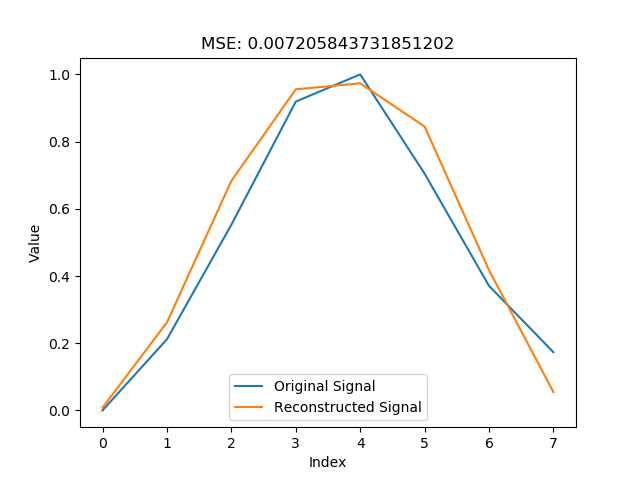 MSE: 0.007205843731851202
1.0
0.8
0.6
0.4
0.2
0.0
Value
Original Signal
Reconstructed Signal
0 1 2 3 4 5 6 7
Index